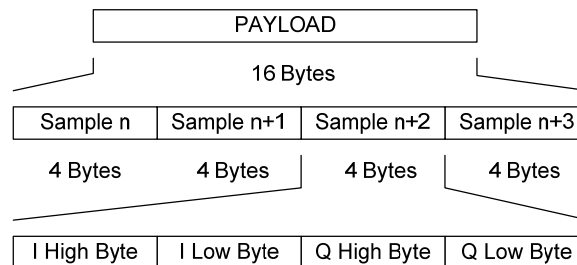 PAYLOAD
16 Bytes
Sample n Sample n+1 Sample n+2 Sample n+3
4 Bytes 4 Bytes 4 Bytes 4 Bytes
I High Byte I Low Byte Q High Byte Q Low Byte